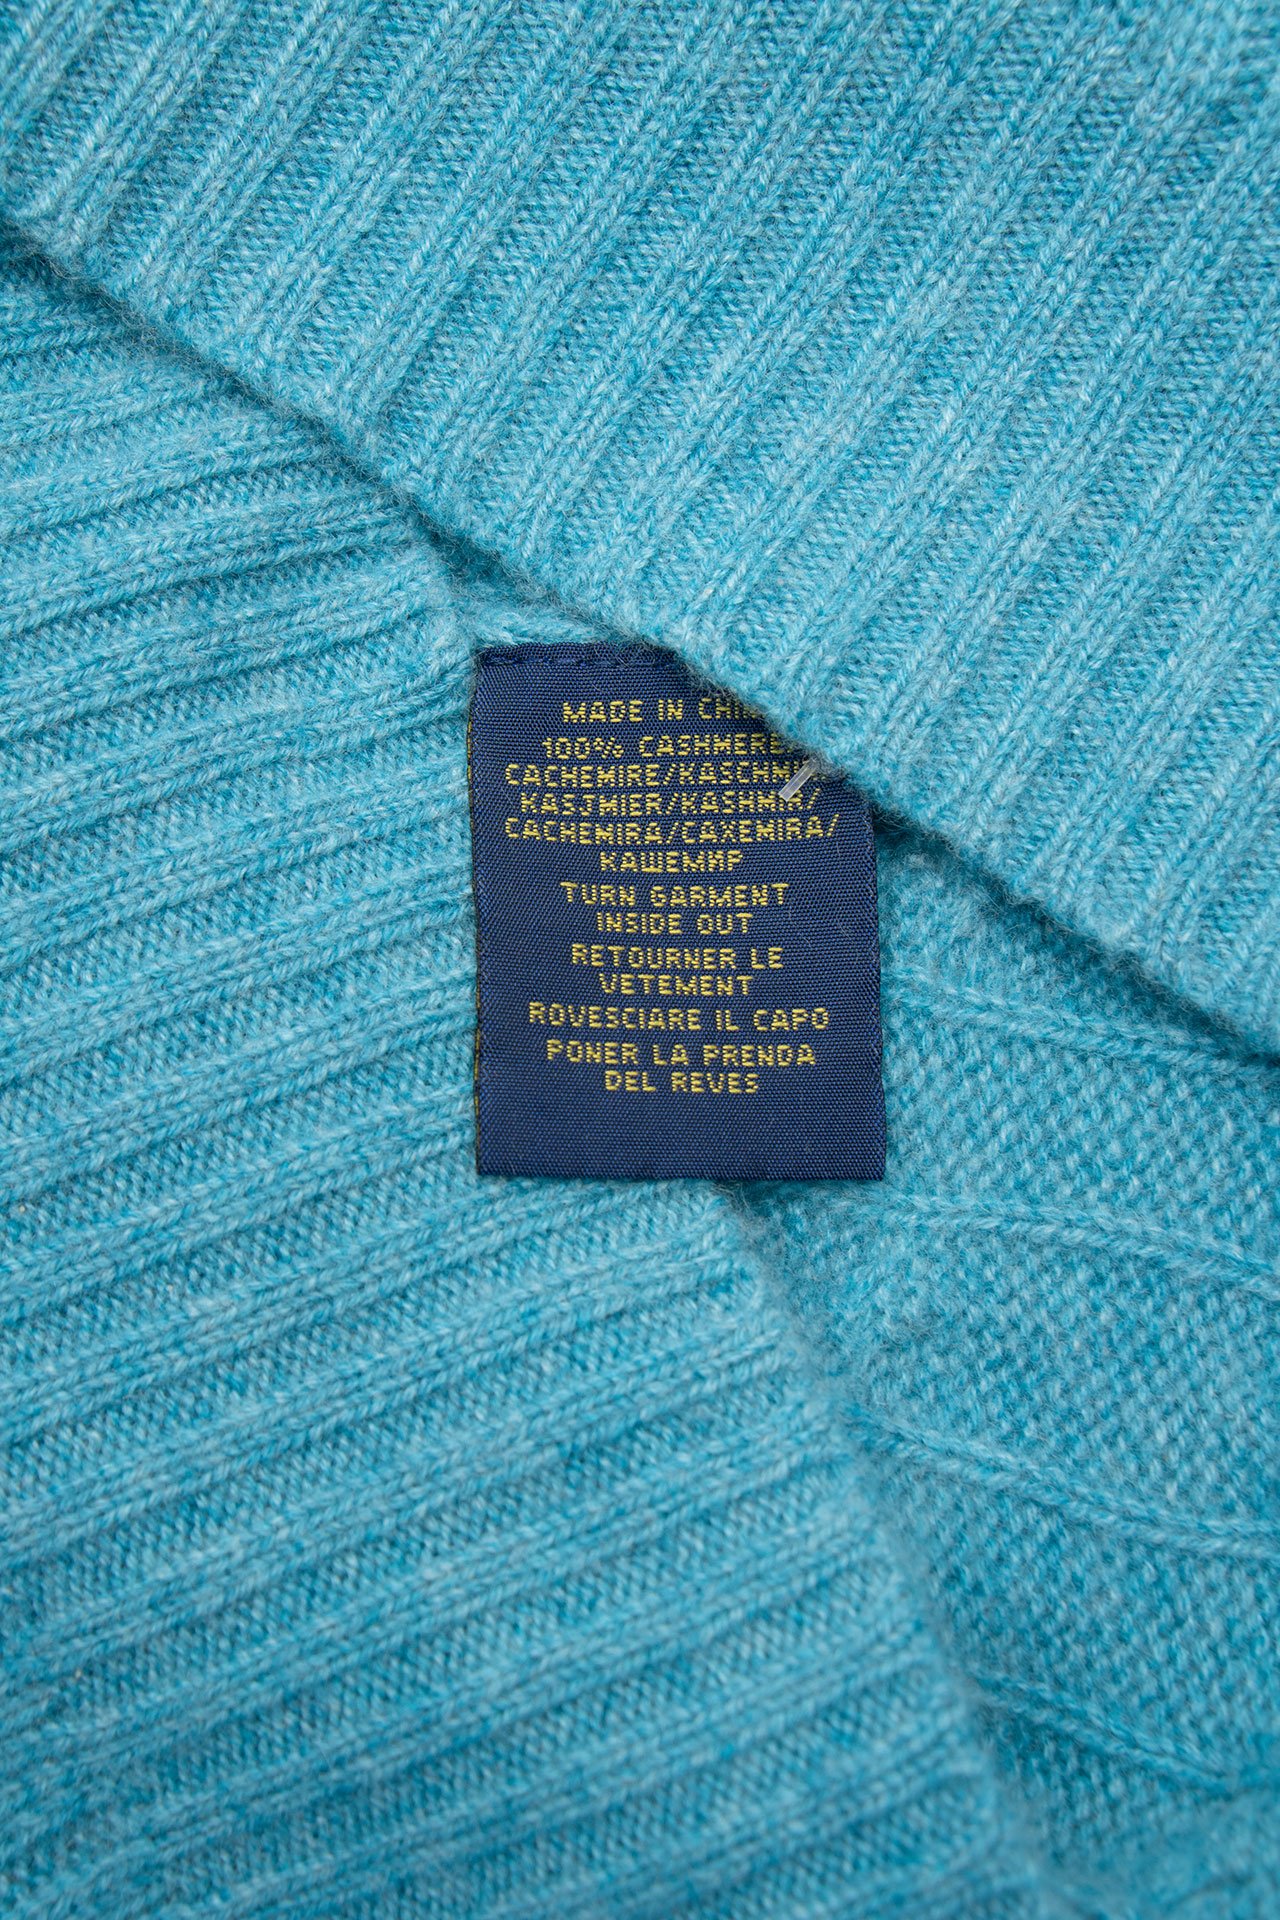 MADE IN CHI
100% CASHMERE
CACHEMIRE/KASCHMIR
KASJMIER/KASHMIR/
CACHEMIRA/CAXEMIRA/
КАШЕМИР
TURN GARMENT
INSIDE OUT
RETOURNER LE
VETEMENT
ROVESCIARE IL CAPO
PONER LA PRENDA
DEL REVES